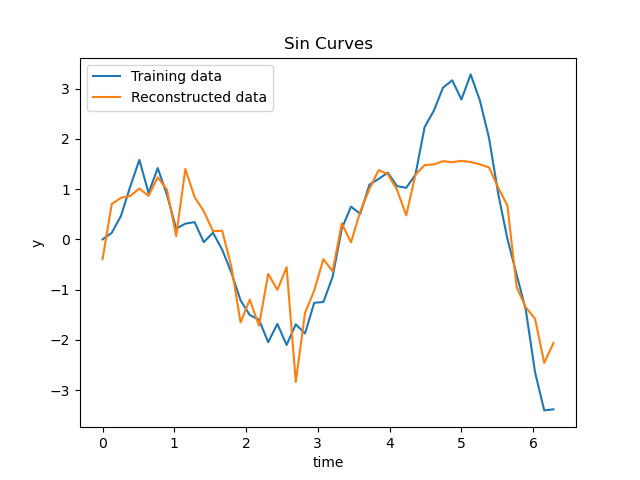 Sin Curves
Training data
Reconstructed data
3
2
1
0
−1
−2
−3
y
0 1 2 3 4 5 6
time